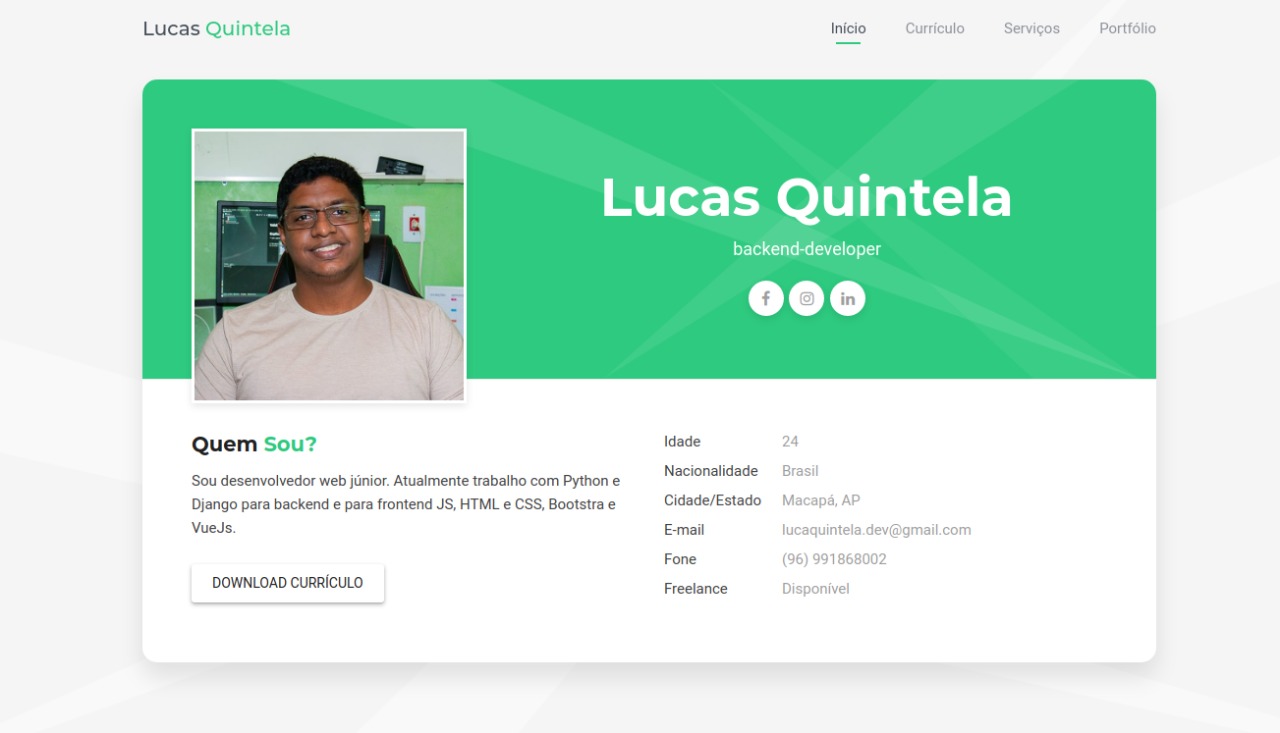 Lucas Quintela
Início
Currículo
Serviços
Portfólio
Lucas Quintela
backend-developer
Quem Sou?
Sou desenvolvedor web júnior. Atualmente trabalho com Python e
Django para backend e para frontend JS, HTML e CSS, Bootstra e
VueJs.
DOWNLOAD CURRÍCULO
Idade 24
Nacionalidade Brasil
Cidade/Estado Macapá, AP
E-mail lucaquintela.dev@gmail.com
Fone (96) 991868002
Freelance Disponível